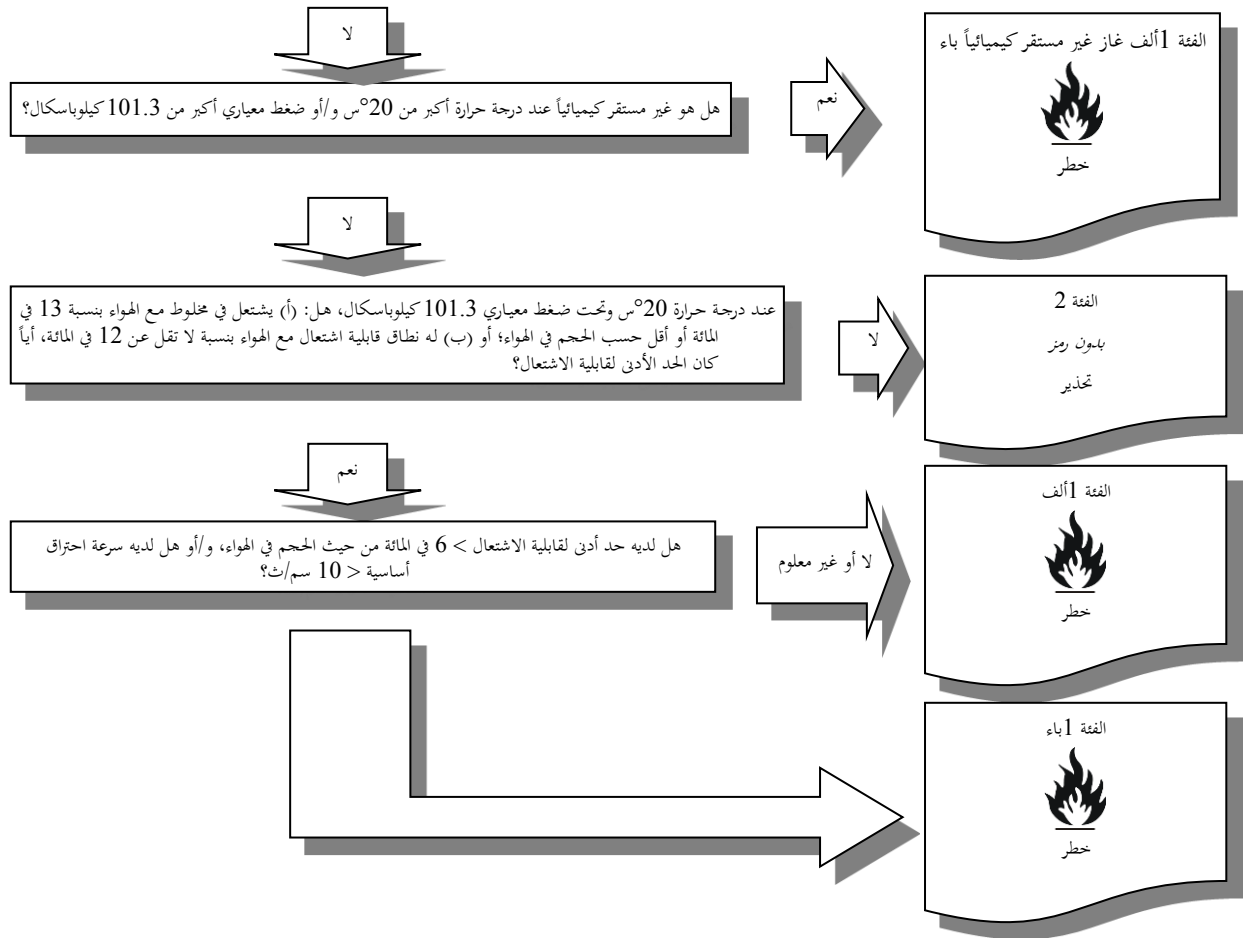 لا
الفئة 1ألف غاز غير مستقر كيميائياً باء
خطر
نعم
هل هو غير مستقر كيميائياً عند درجة حرارة أكبر من 20°س و/أو ضغط معياري أكبر من 101.3 كيلوباسكال؟
لا
الفئة 2
بدون رمز
تحذير
لا
عند درجة حرارة 20°س وتحت ضغط معياري 101.3 كيلوباسكال، هل: (أ) يشتعل في مخلوط مع الهواء بنسبة 13 في
المائة أو أقل حسب الحجم في الهواء؛ أو (ب) له نطاق قابلية اشتعال مع الهواء بنسبة لا تقل عن 12 في المائة، أياً
كان الحد الأدنى لقابلية الاشتعال؟
نعم
الفئة 1ألف
خطر
لا أو غير معلوم
هل لديه حد أدنى لقابلية الاشتعال > 6 في المائة من حيث الحجم في الهواء، و/أو هل لديه سرعة احتراق
أساسية < 10 سم/ث؟
الفئة 1باء
خطر